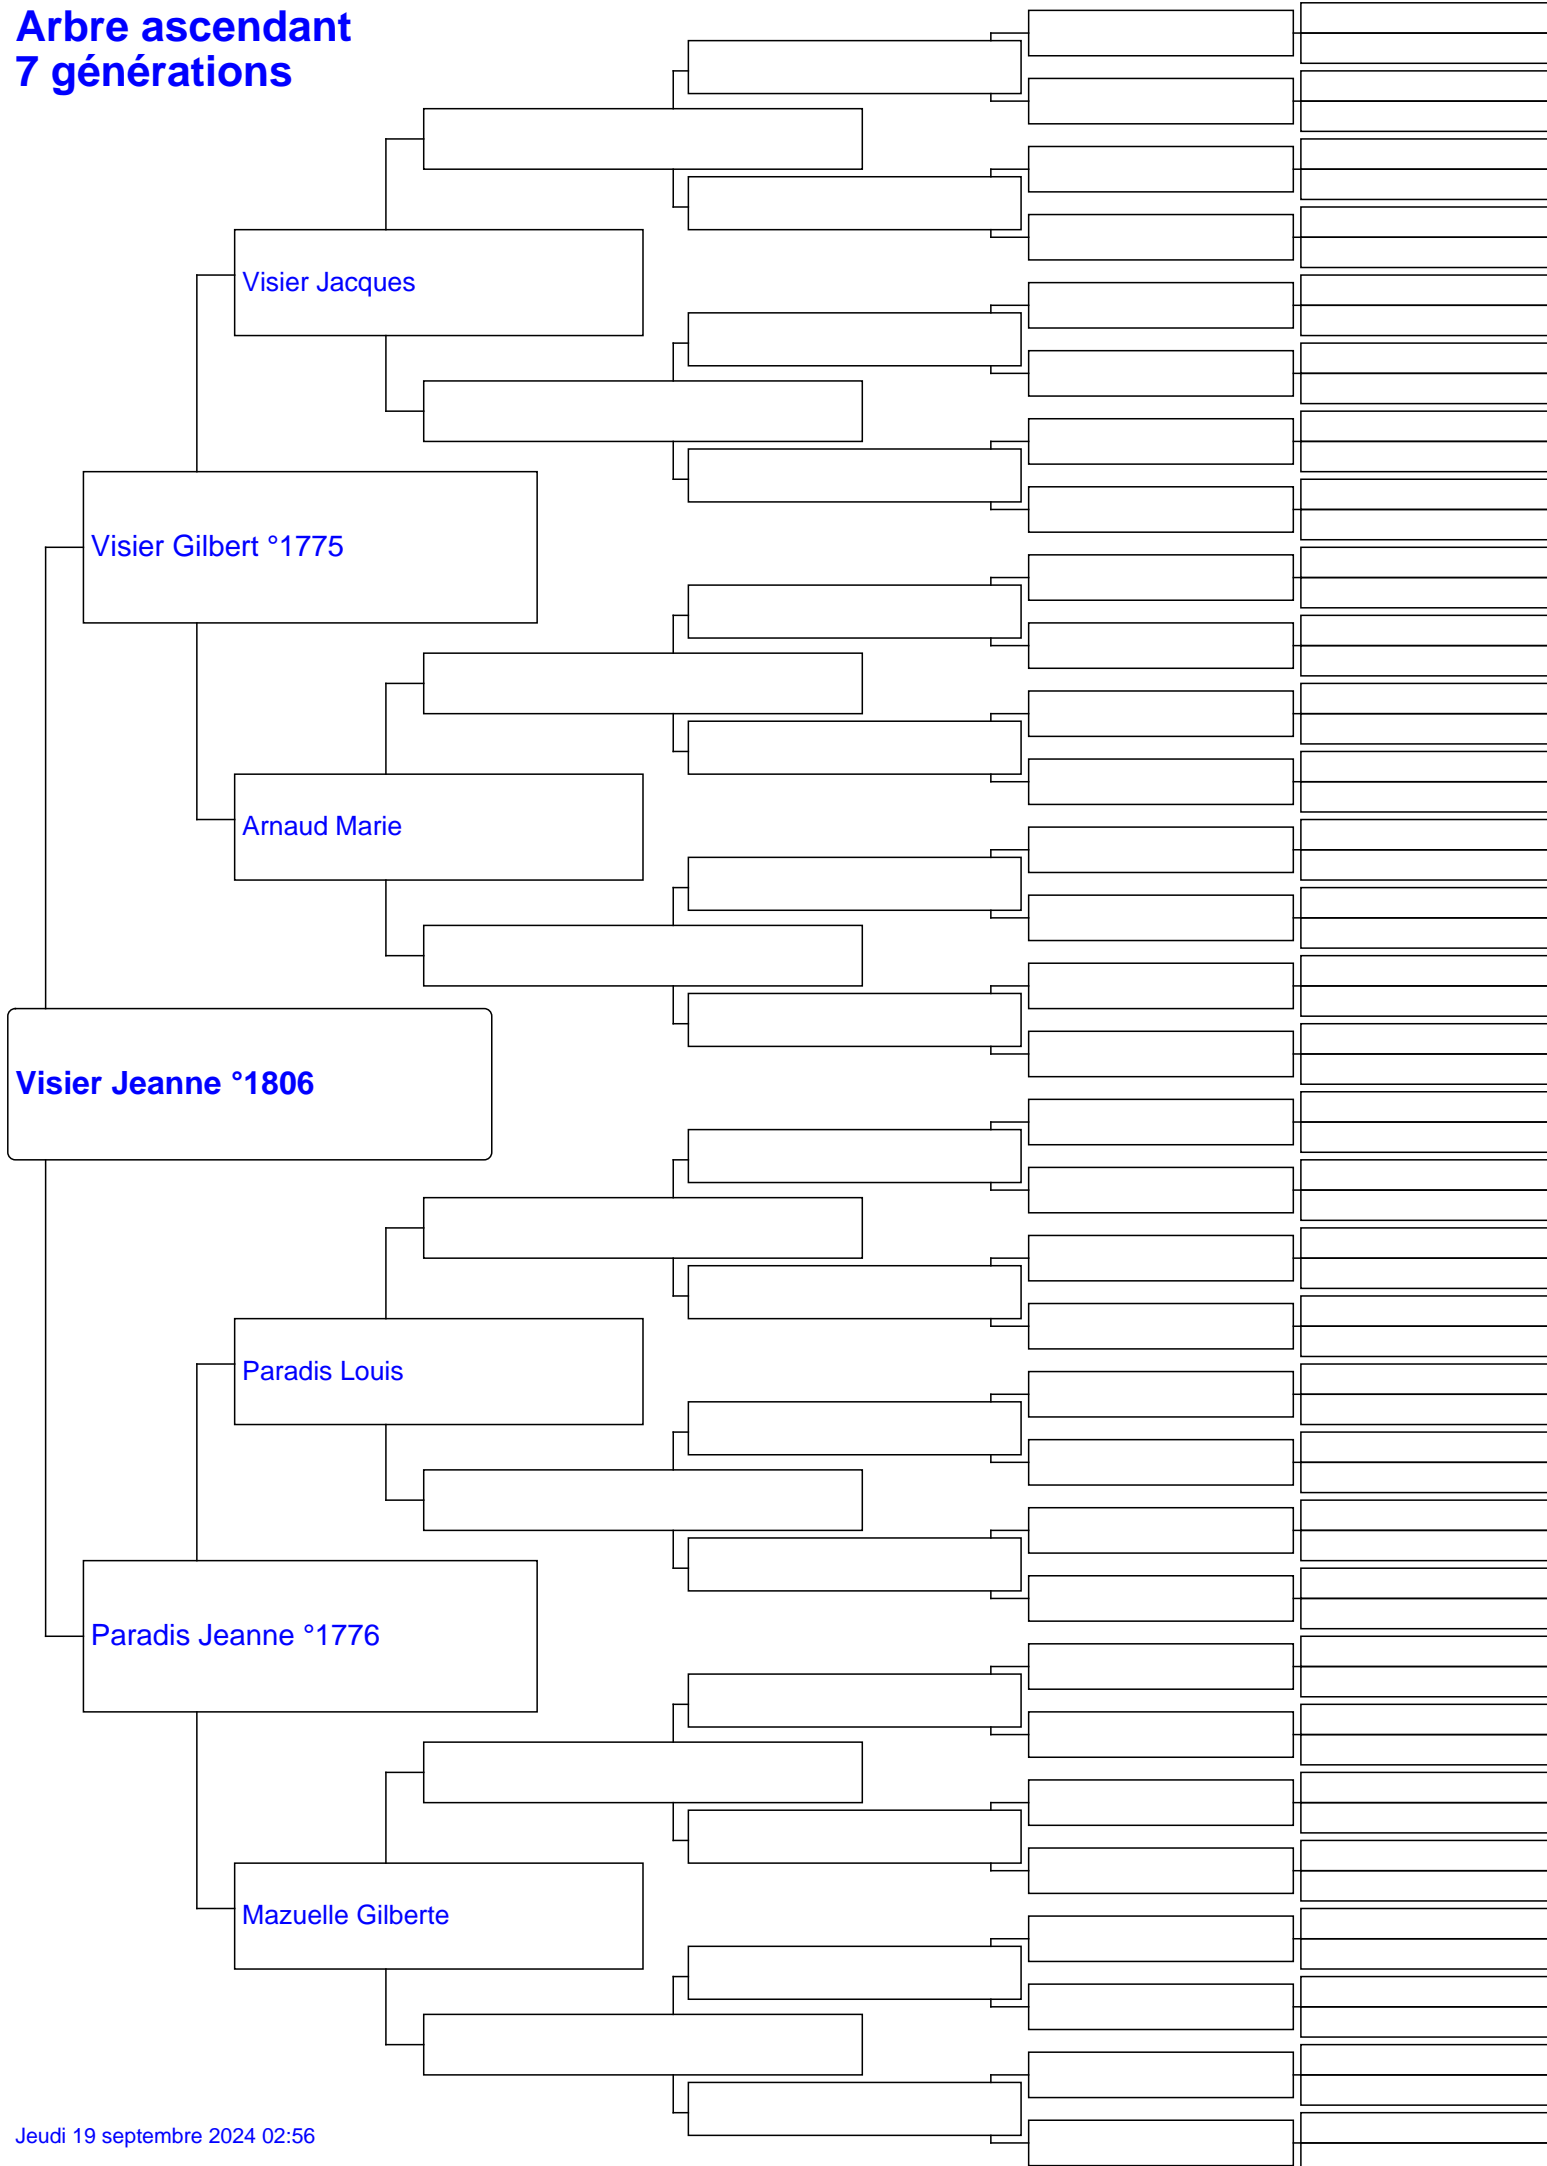 Arbre ascendant
7 générations
Visier Jacques
Visier Gilbert °1775
Arnaud Marie
Visier Jeanne °1806
Paradis Louis
Paradis Jeanne °1776
Mazuelle Gilberte
Jeudi 19 septembre 2024 02:56